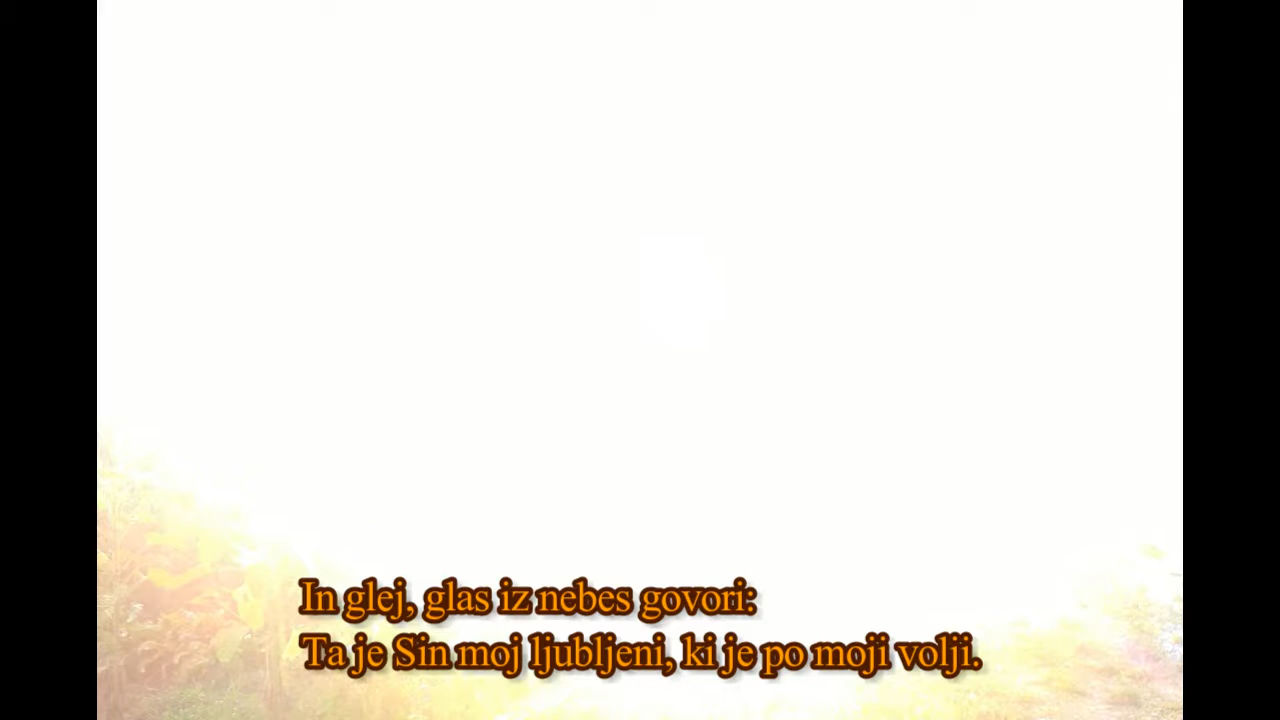 In glej, glas iz nebes govori:
Ta je Sin moj ljubljeni, ki je po moji volji.